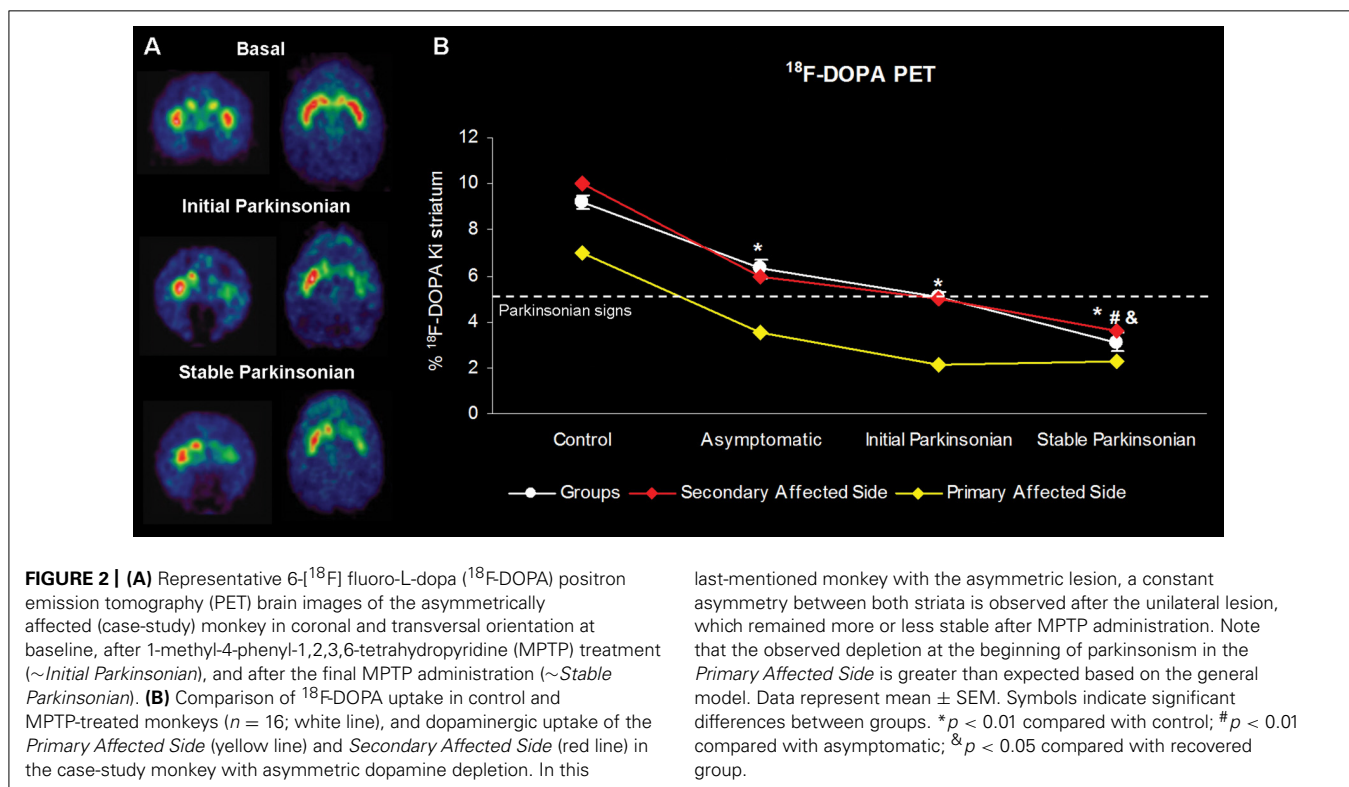 A
Basal
Initial Parkinsonian
Stable Parkinsonian
B
¹⁸F-DOPA PET
% ¹⁸F-DOPA Ki striatum
12
10
8
6
4
2
0
*
*
* # &
Parkinsonian signs
Control
Asymptomatic
Initial Parkinsonian
Stable Parkinsonian
Groups
Secondary Affected Side
Primary Affected Side
FIGURE 2 | (A) Representative 6-[¹⁸F] fluoro-L-dopa (¹⁸F-DOPA) positron
emission tomography (PET) brain images of the asymmetrically
affected (case-study) monkey in coronal and transversal orientation at
baseline, after 1-methyl-4-phenyl-1,2,3,6-tetrahydropyridine (MPTP) treatment
(∼Initial Parkinsonian), and after the final MPTP administration (∼Stable
Parkinsonian). (B) Comparison of ¹⁸F-DOPA uptake in control and
MPTP-treated monkeys (n = 16; white line), and dopaminergic uptake of the
Primary Affected Side (yellow line) and Secondary Affected Side (red line) in
the case-study monkey with asymmetric dopamine depletion. In this
last-mentioned monkey with the asymmetric lesion, a constant
asymmetry between both striata is observed after the unilateral lesion,
which remained more or less stable after MPTP administration. Note
that the observed depletion at the beginning of parkinsonism in the
Primary Affected Side is greater than expected based on the general
model. Data represent mean ± SEM. Symbols indicate significant
differences between groups. *p < 0.01 compared with control; #p < 0.01
compared with asymptomatic; &p < 0.05 compared with recovered
group.